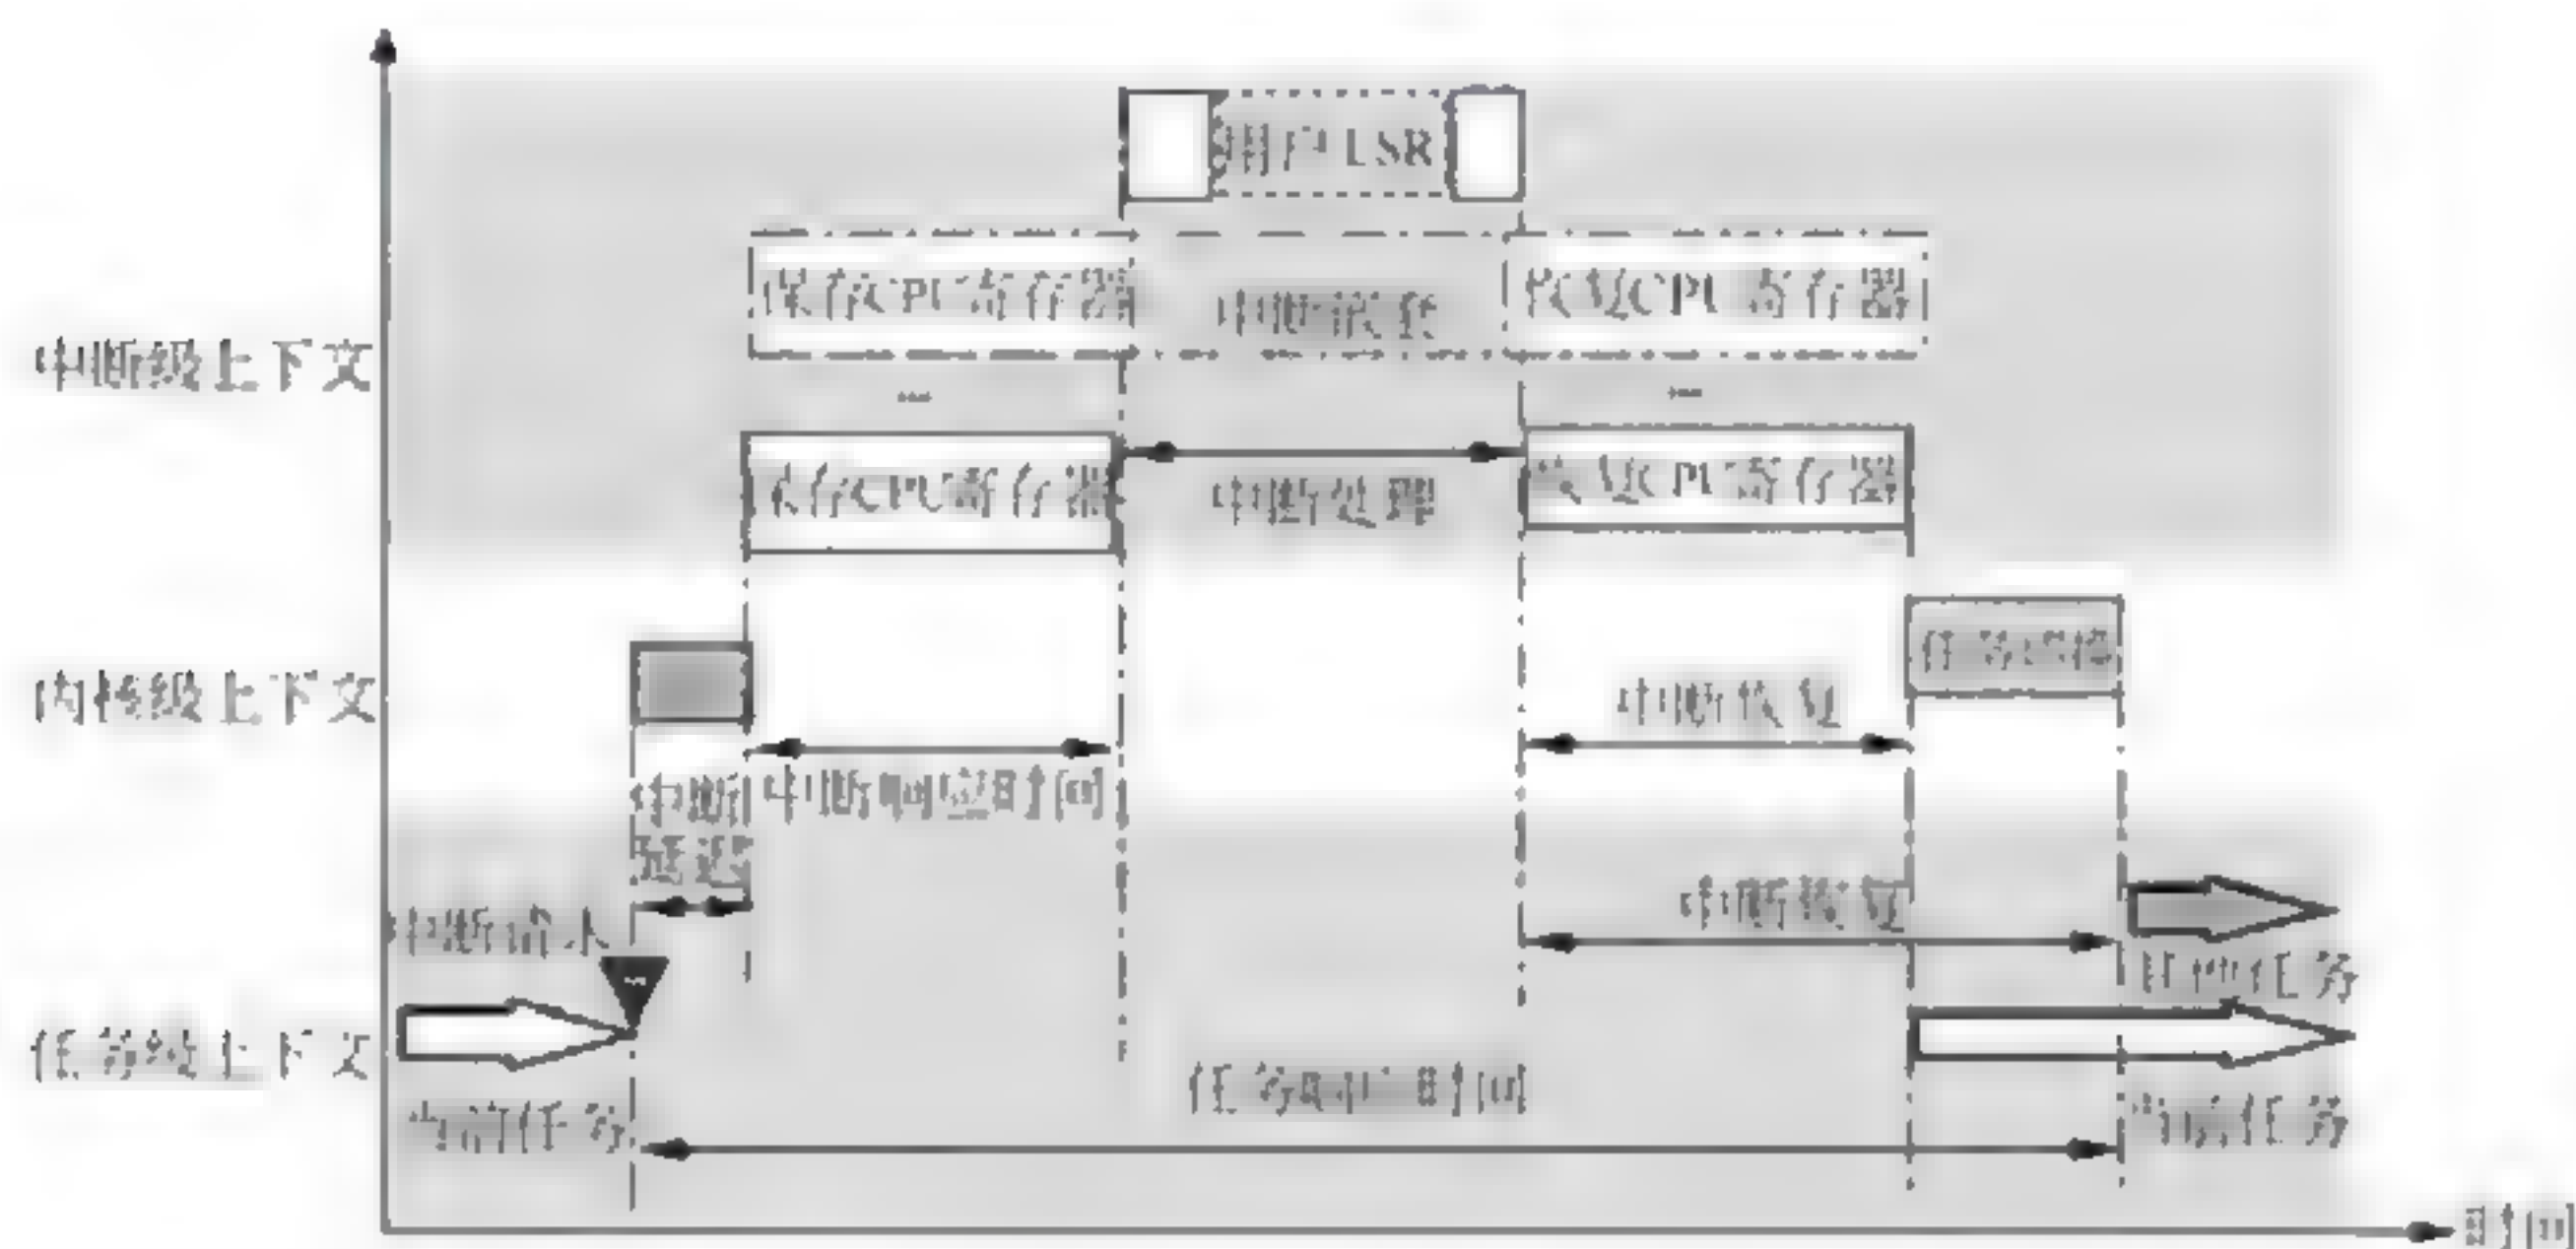 用户 ISR
保存CPU寄存器
中断嵌套
恢复CPU寄存器
中断级上下文
保存CPU寄存器
中断处理
恢复CPU寄存器
任务切换
内核级上下文
中断恢复
中断
延迟
中断响应时间
中断恢复
中断请求
其他任务
任务级上下文
任务响应时间
当前任务
当前任务
时间